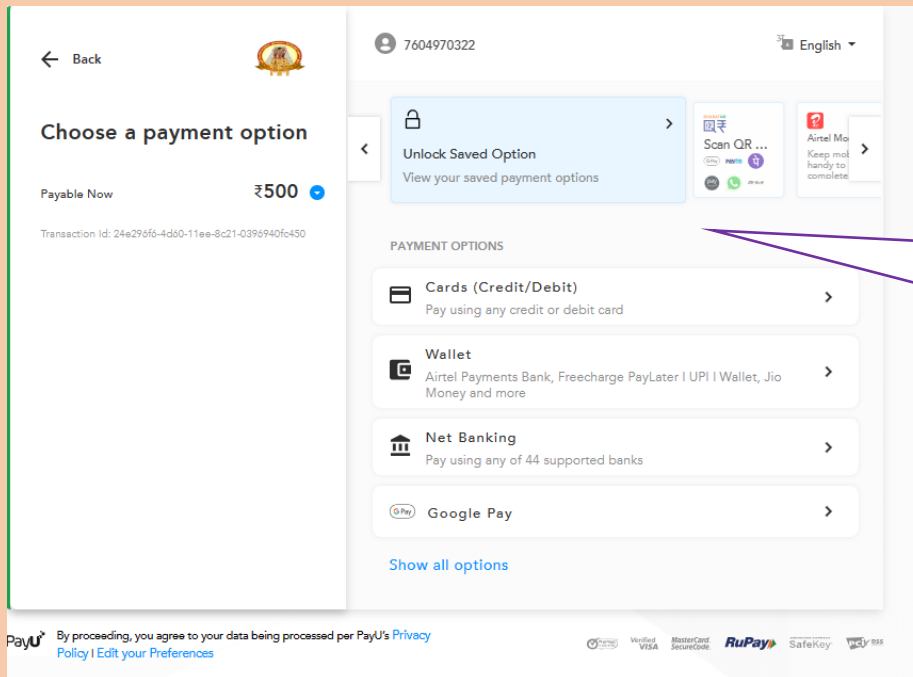 Back
Choose a payment option
Payable Now ₹500
Transaction Id: 24e296f6-4d60-11ee-8c21-0396940fc450
7604970322
English
Unlock Saved Option
View your saved payment options
Scan QR ...
Airtel Mo
Keep mob
handy to
complete
PAYMENT OPTIONS
Cards (Credit/Debit)
Pay using any credit or debit card
Wallet
Airtel Payments Bank, Freecharge PayLater | UPI | Wallet, Jio
Money and more
Net Banking
Pay using any of 44 supported banks
G Pay Google Pay
Show all options
PayU
By proceeding, you agree to your data being processed per PayU's Privacy
Policy | Edit your Preferences
Verified
VISA
MasterCard.
SecureCode.
RuPay
SafeKey